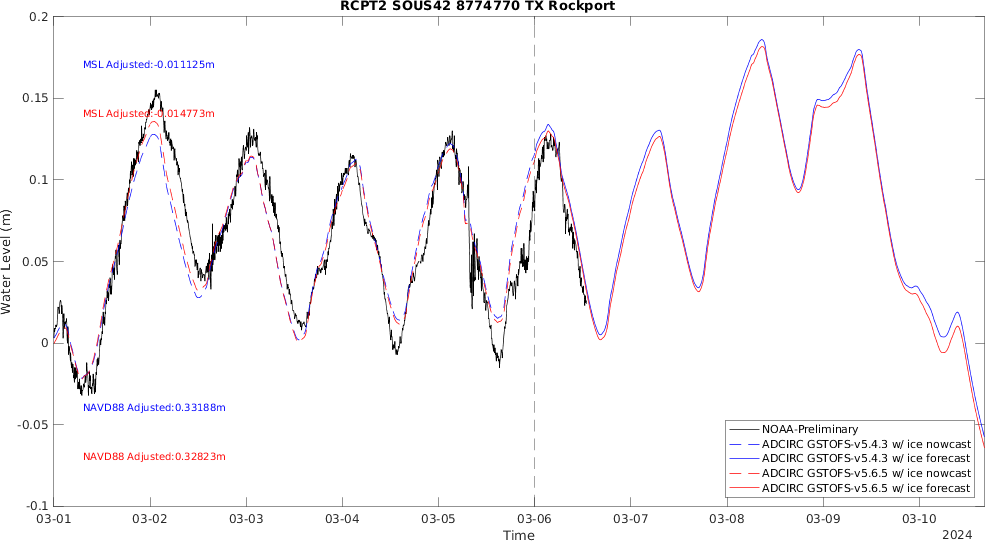 RCPT2 SOUS42 8774770 TX Rockport
0.2
MSL Adjusted:-0.011125m
0.15
MSL Adjusted:-0.014773m
0.1
Water Level (m)
0.05
0
NAVD88 Adjusted:0.33188m
-0.05
NAVD88 Adjusted:0.32823m
-0.1
NOAA-Preliminary
ADCIRC GSTOFS-v5.4.3 w/ ice nowcast
ADCIRC GSTOFS-v5.4.3 w/ ice forecast
ADCIRC GSTOFS-v5.6.5 w/ ice nowcast
ADCIRC GSTOFS-v5.6.5 w/ ice forecast
03-01 03-02 03-03 03-04 03-05 03-06 03-07 03-08 03-09 03-10
Time
2024